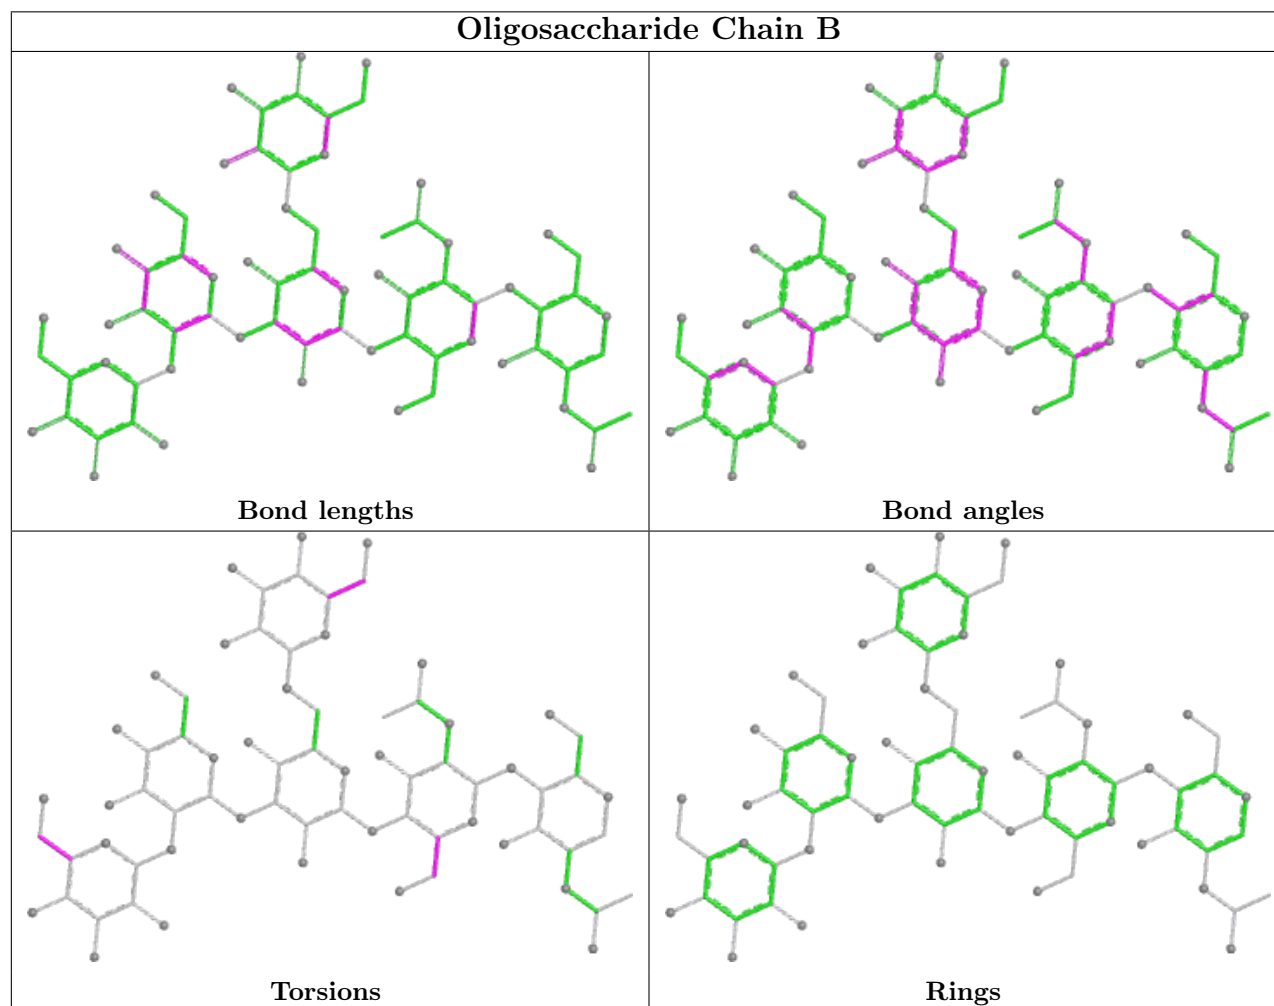 Oligosaccharide Chain B
Bond lengths
Bond angles
Torsions
Rings